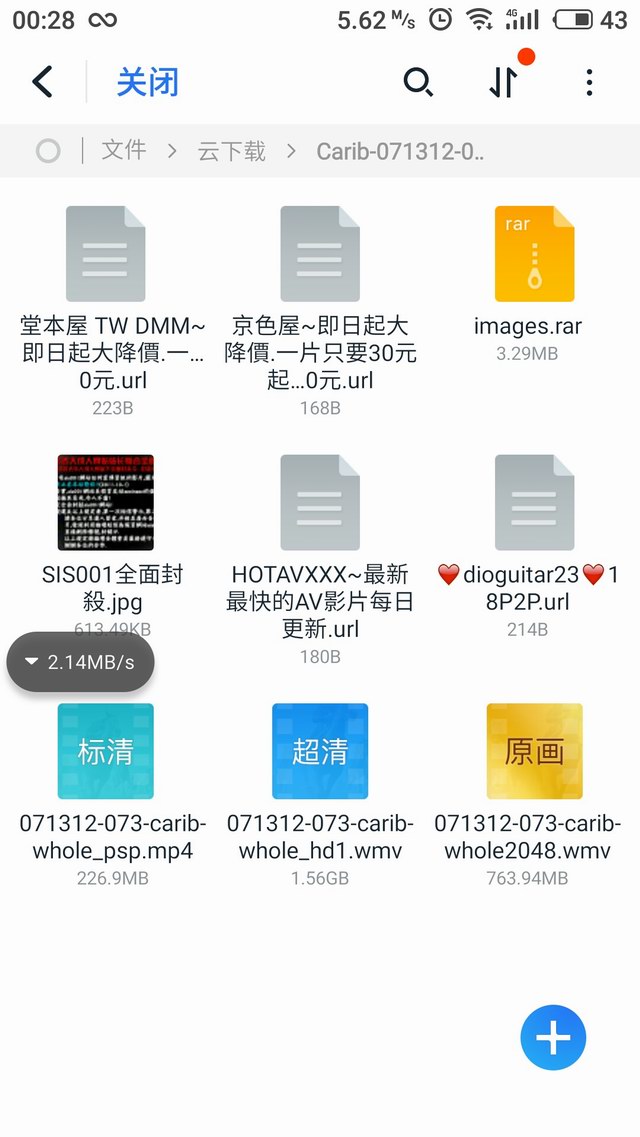 00:28
5.62 M/s
4G
43
关闭
文件
云下载
Carib-071312-0..
堂本屋 TW DMM~
即日起大降價.一...
0元.url
223B
京色屋~即日起大
降價.一片只要30元
起...0元.url
168B
rar
images.rar
3.29MB
SIS001全面封
殺.jpg
613.49KB
HOTAVXXX~最新
最快的AV影片每日
更新.url
180B
❤️dioguitar23❤️1
8P2P.url
214B
2.14MB/s
标清
071312-073-carib-
whole_psp.mp4
226.9MB
超清
071312-073-carib-
whole_hd1.wmv
1.56GB
原画
071312-073-carib-
whole2048.wmv
763.94MB